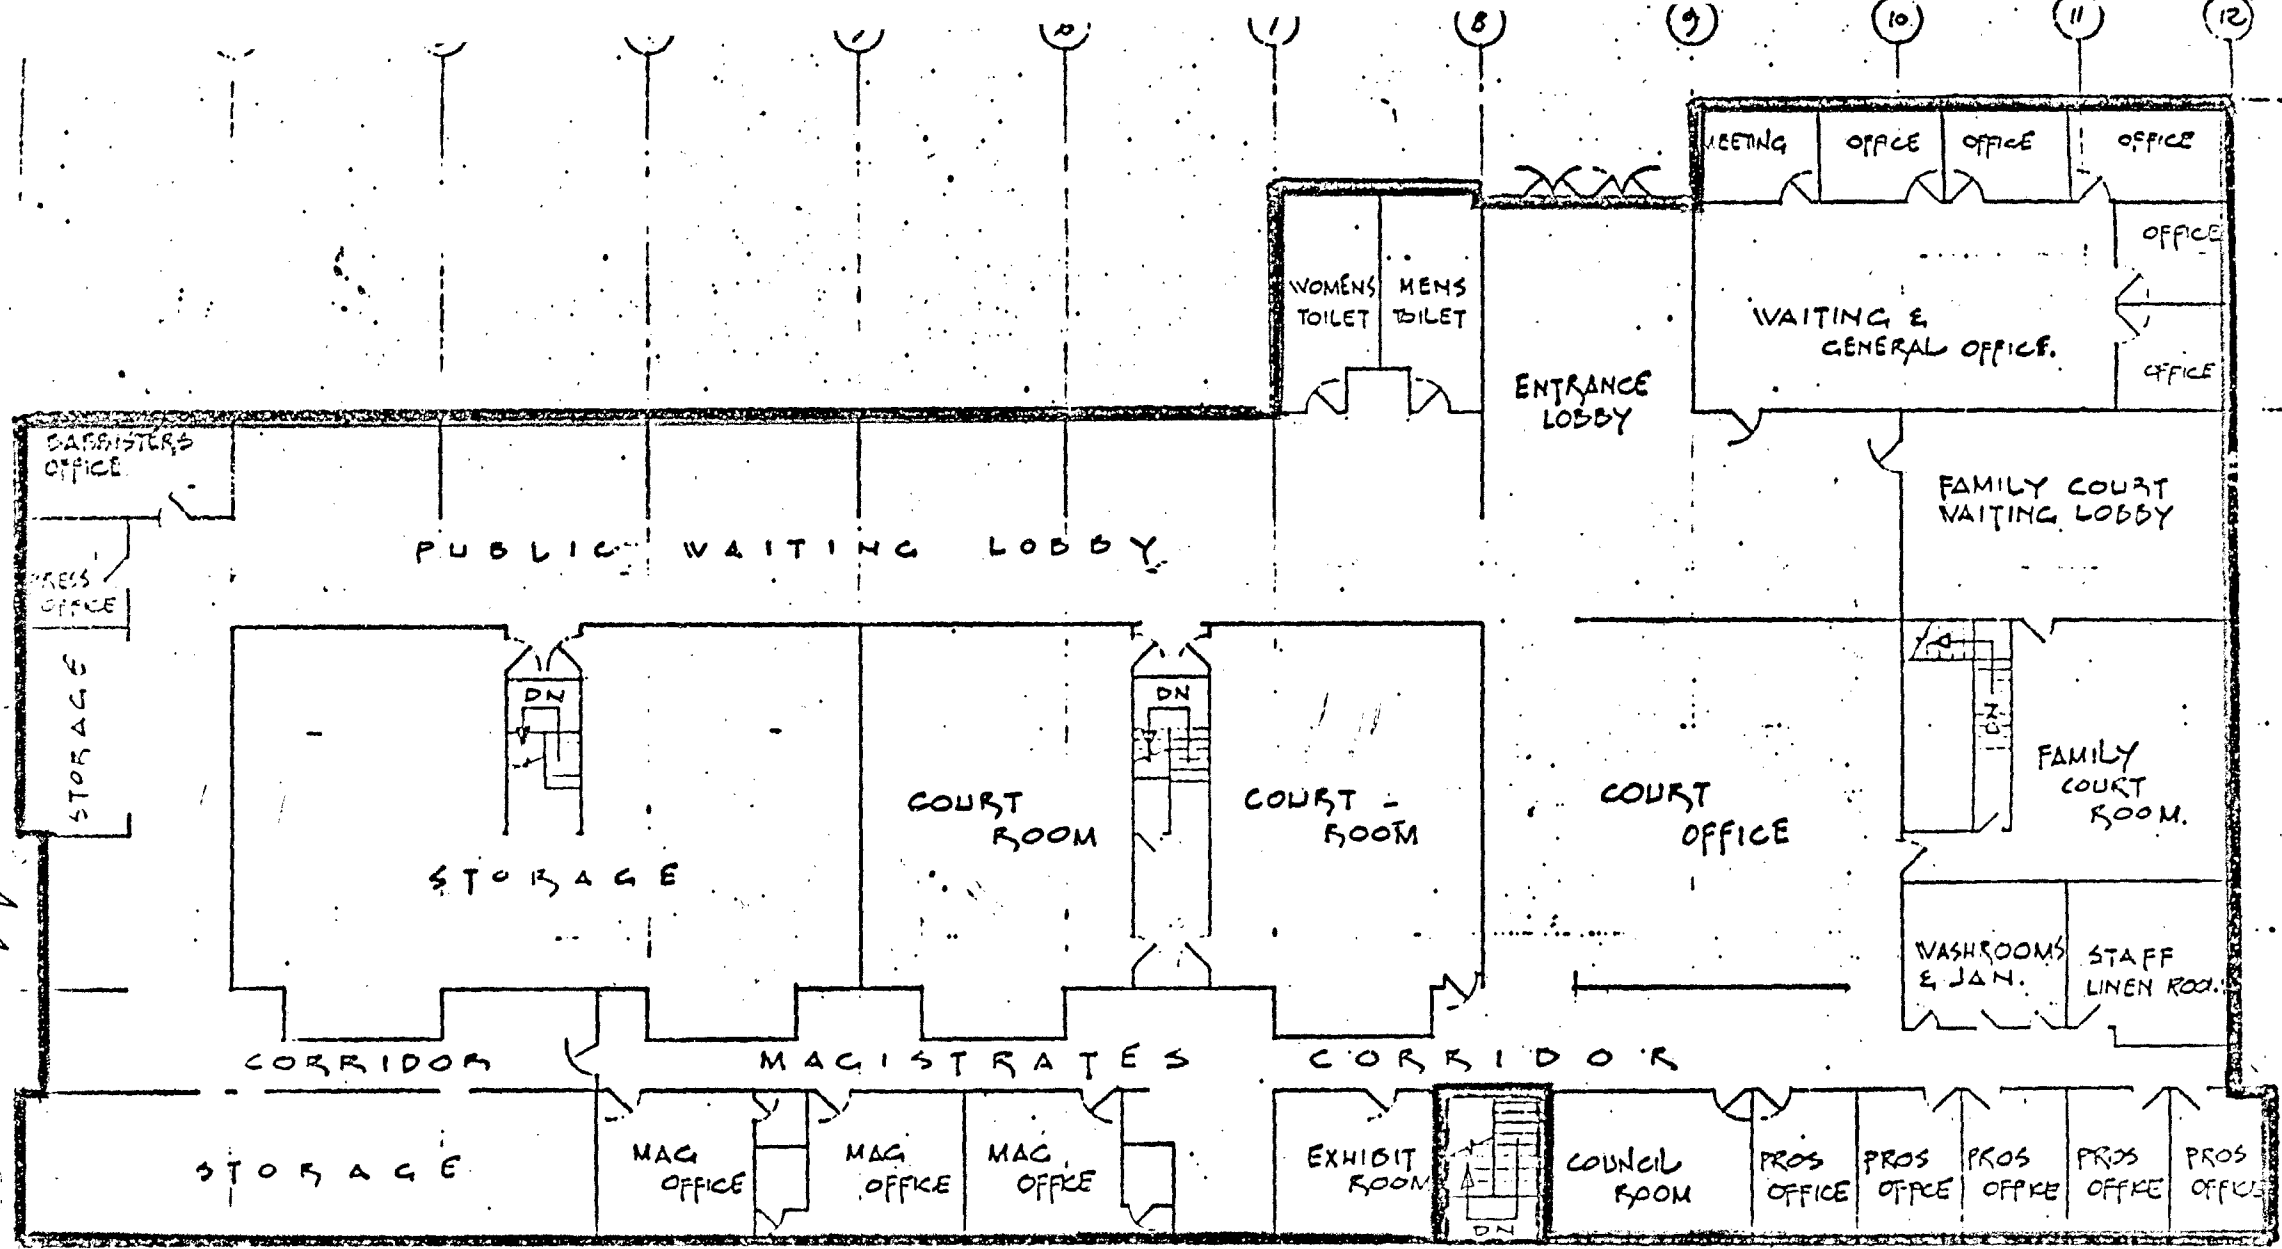 8
9
10
11
12
MEETING
OFFICE
OFFICE
OFFICE
OFFICE
OFFICE
WOMENS
TOILET
MENS
TOILET
WAITING &
GENERAL OFFICE.
ENTRANCE
LOBBY
BARRISTERS
OFFICE
FAMILY COURT
WAITING LOBBY
PUBLIC WAITING LOBBY
PRESS
OFFICE
STORAGE
DN
DN
DN
FAMILY
COURT
ROOM.
COURT
ROOM
COURT
ROOM
COURT
OFFICE
STORAGE
WASHROOMS
& JAN.
STAFF
LINEN ROOM
CORRIDOR
MAGISTRATES CORRIDOR
STORAGE
MAG
OFFICE
MAG
OFFICE
MAG
OFFICE
EXHIBIT
ROOM
DN
COUNCIL
ROOM
PROS
OFFICE
PROS
OFFICE
PROS
OFFICE
PROS
OFFICE
PROS
OFFICE